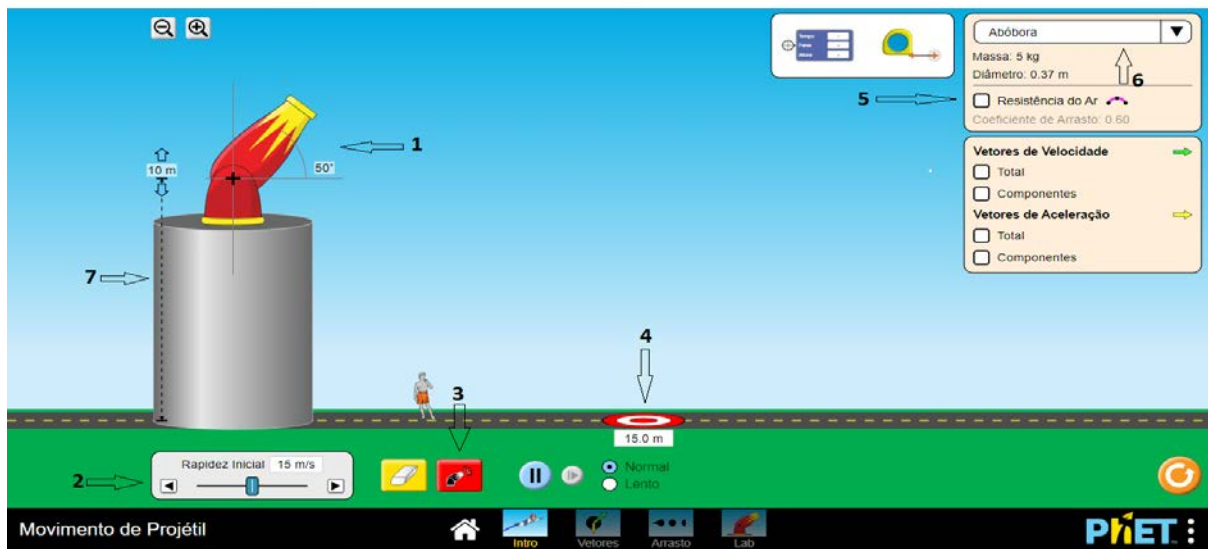 Abóbora
Massa: 5 kg
Diâmetro: 0.37 m
6
5
Resistência do Ar
Coeficiente de Arrasto: 0.60
Tempo
Altura
1
50°
10 m
Vetores de Velocidade
Total
Componentes
Vetores de Aceleração
Total
Componentes
7
4
3
15.0 m
2
Rapidez Inicial 15 m/s
Normal
Lento
Movimento de Projétil
Intro
Vetores
Arrasto
Lab
PhET